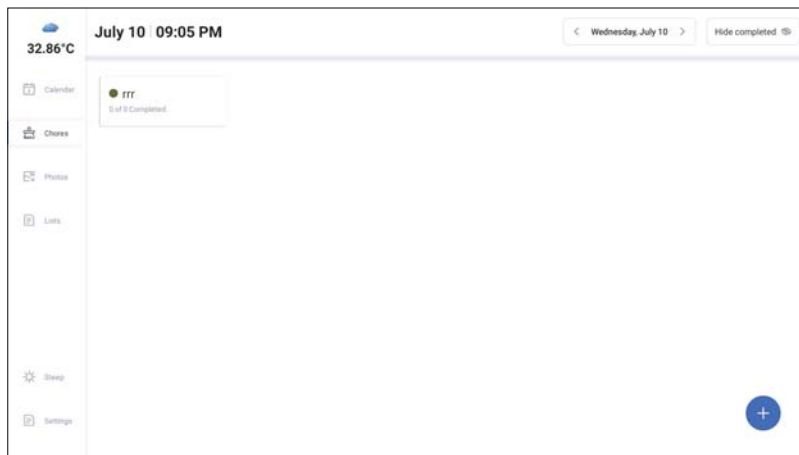 32.86°C
July 10 09:05 PM
Wednesday, July 10
Hide completed
Calendar
rrr
0 of 0 Completed
Chores
Photos
Lists
Sleep
Settings